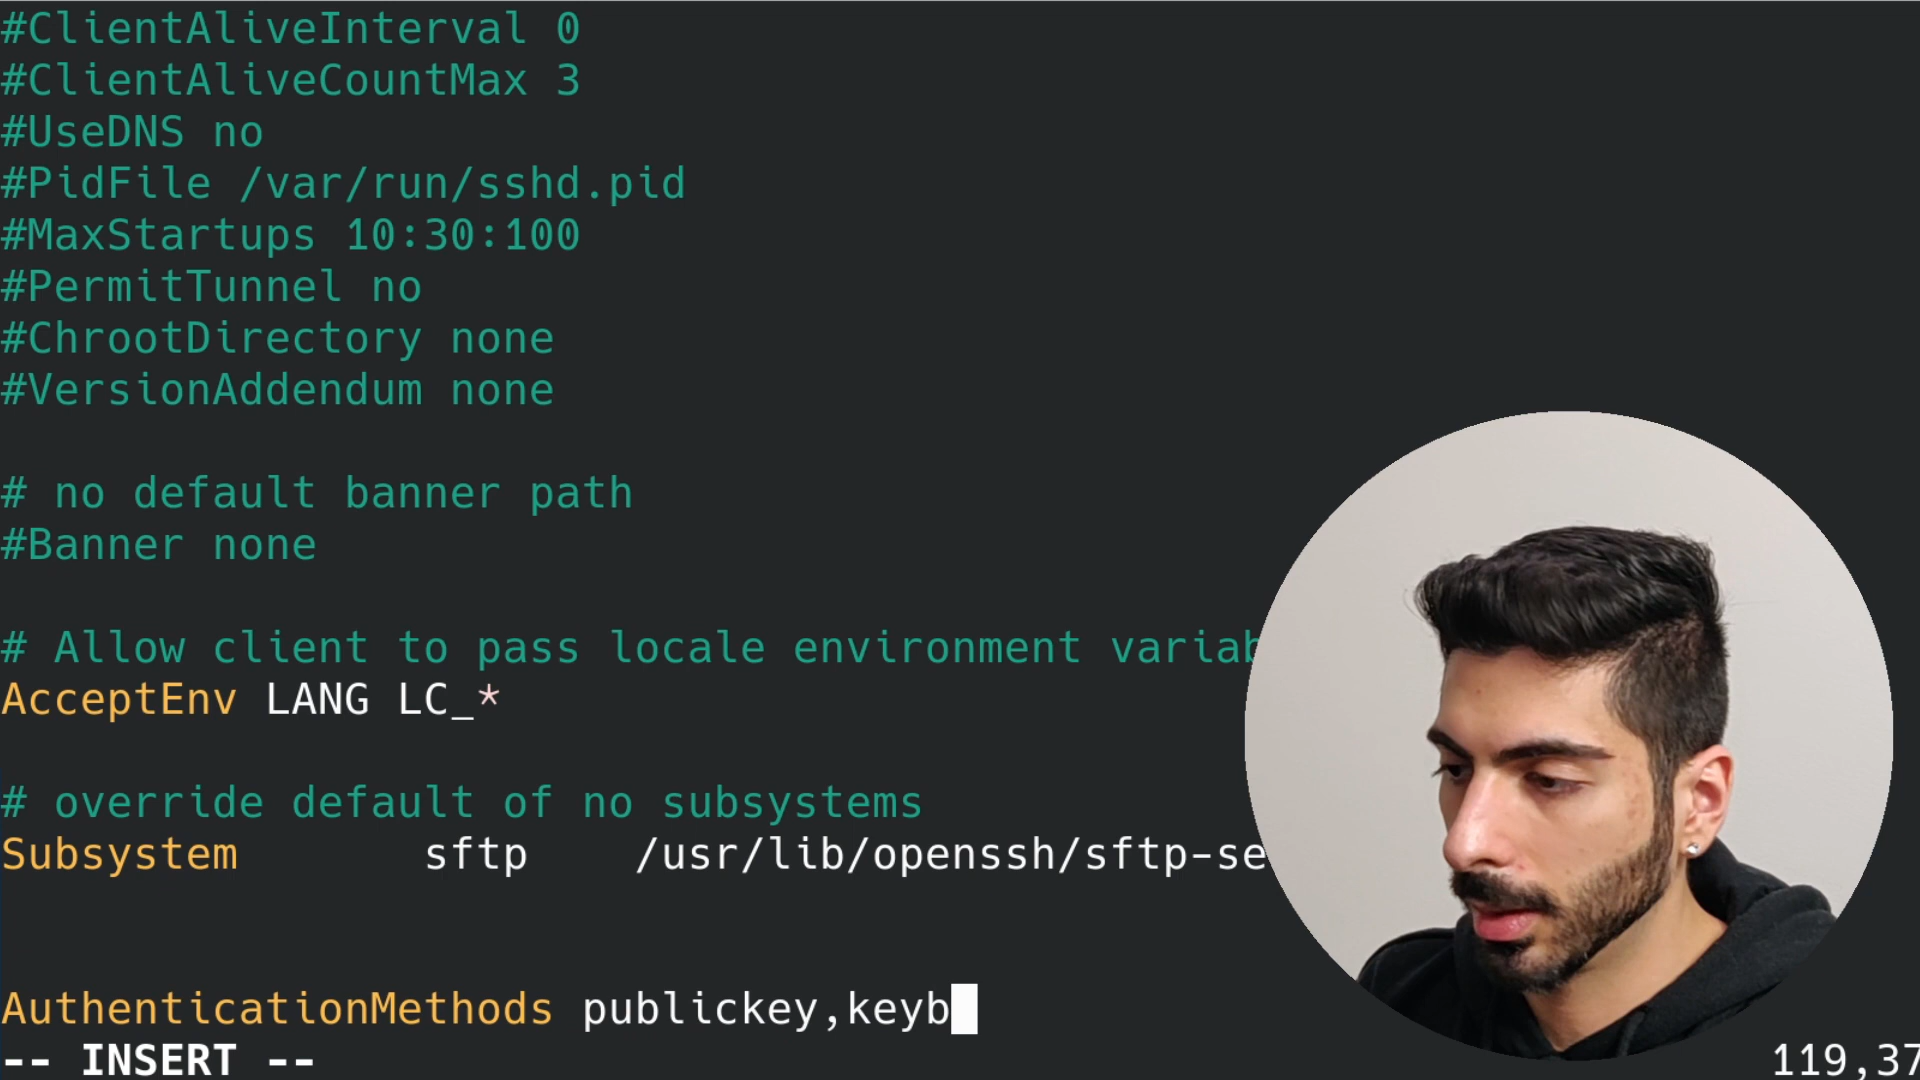 #ClientAliveInterval 0
#ClientAliveCountMax 3
#UseDNS no
#PidFile /var/run/sshd.pid
#MaxStartups 10:30:100
#PermitTunnel no
#ChrootDirectory none
#VersionAddendum none
# no default banner path
#Banner none
# Allow client to pass locale environment variab
AcceptEnv LANG LC_*
# override default of no subsystems
Subsystem sftp /usr/lib/openssh/sftp-se
AuthenticationMethods publickey,keyb
-- INSERT -- 119,37